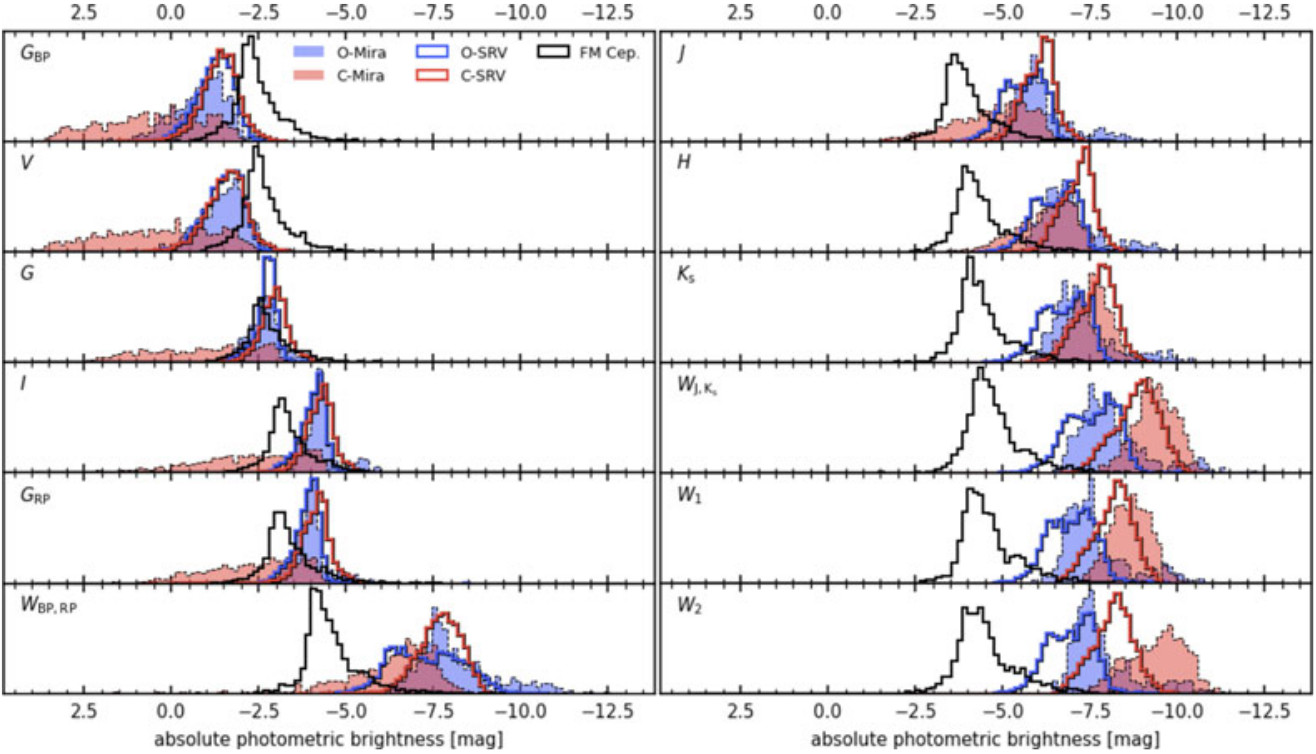 2.5 0.0 −2.5 −5.0 −7.5 −10.0 −12.5
2.5 0.0 −2.5 −5.0 −7.5 −10.0 −12.5
G_BP
O-Mira O-SRV FM Cep.
C-Mira C-SRV
J
V
H
G
K_s
I
W_J,K_s
G_RP
W_1
W_BP,RP
W_2
2.5 0.0 −2.5 −5.0 −7.5 −10.0 −12.5
2.5 0.0 −2.5 −5.0 −7.5 −10.0 −12.5
absolute photometric brightness [mag]
absolute photometric brightness [mag]